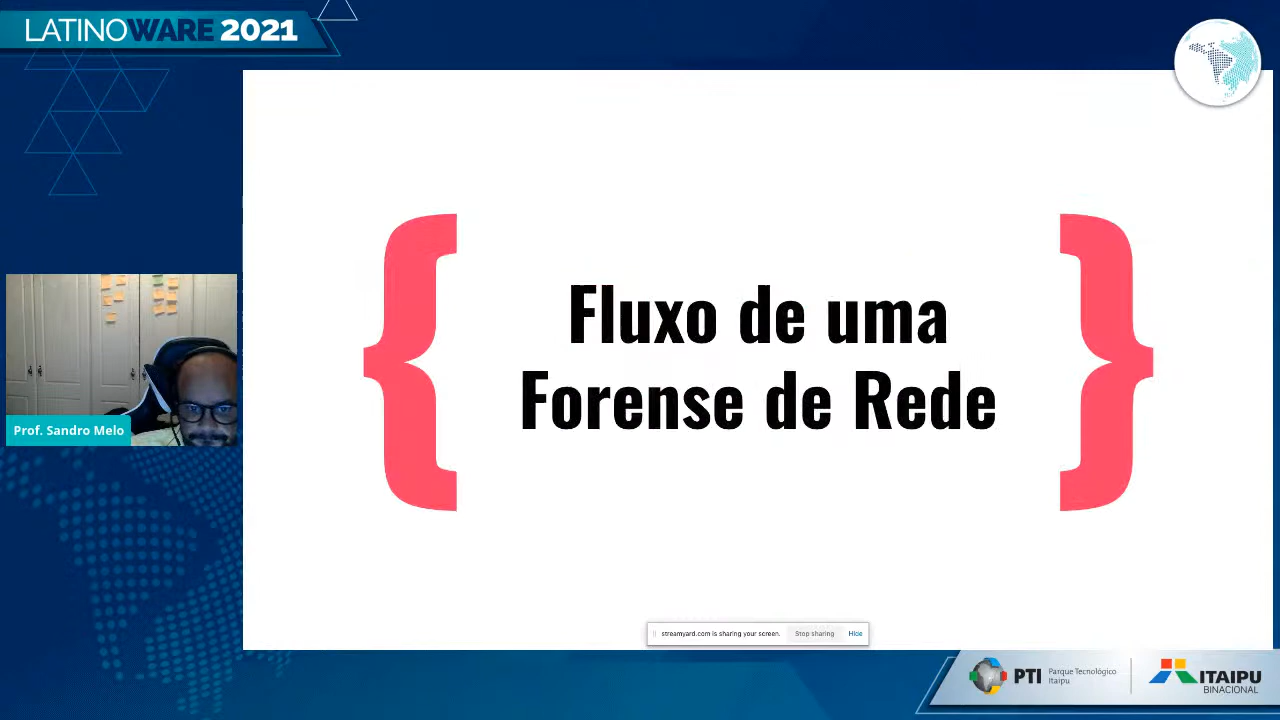 LATINOWARE 2021
Fluxo de uma
Forense de Rede
Prof. Sandro Melo
streamyard.com is sharing your screen. Stop sharing Hide
PTI Parque Tecnológico
Itaipu
ITAIPU
BINACIONAL